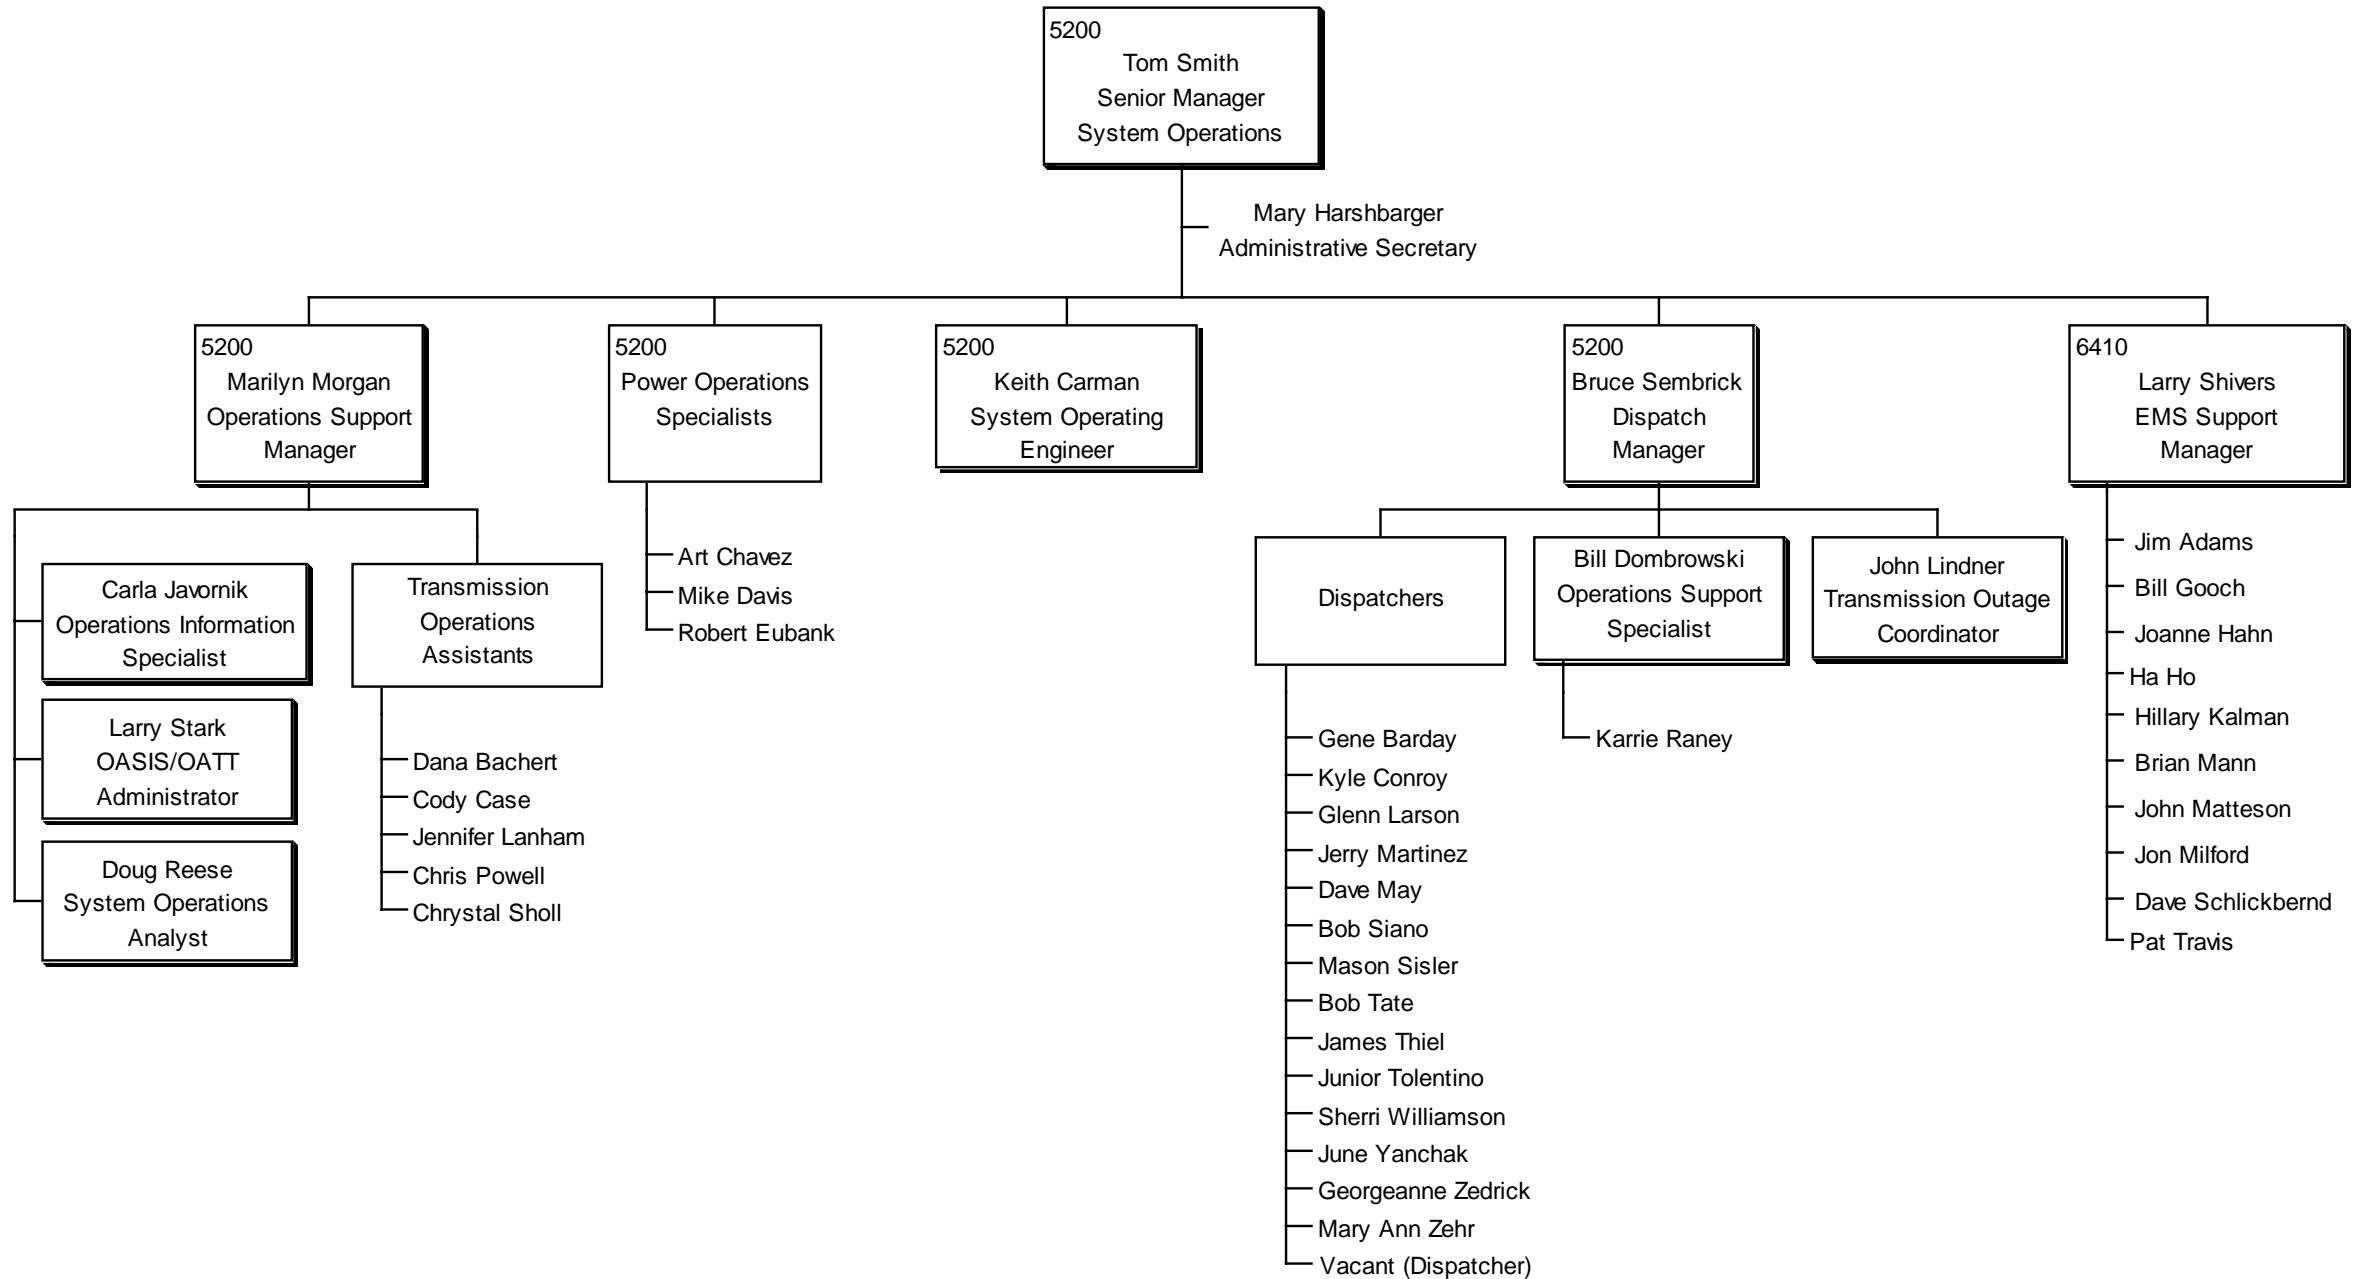 5200
Tom Smith
Senior Manager
System Operations
Mary Harshbarger
Administrative Secretary
5200
Marilyn Morgan
Operations Support
Manager
5200
Power Operations
Specialists
5200
Keith Carman
System Operating
Engineer
5200
Bruce Sembrick
Dispatch
Manager
6410
Larry Shivers
EMS Support
Manager
Carla Javornik
Operations Information
Specialist
Larry Stark
OASIS/OATT
Administrator
Doug Reese
System Operations
Analyst
Transmission
Operations
Assistants
Dana Bachert
Cody Case
Jennifer Lanham
Chris Powell
Chrystal Sholl
Art Chavez
Mike Davis
Robert Eubank
Dispatchers
Gene Barday
Kyle Conroy
Glenn Larson
Jerry Martinez
Dave May
Bob Siano
Mason Sisler
Bob Tate
James Thiel
Junior Tolentino
Sherri Williamson
June Yanchak
Georgeanne Zedrick
Mary Ann Zehr
Vacant (Dispatcher)
Bill Dombrowski
Operations Support
Specialist
Karrie Raney
John Lindner
Transmission Outage
Coordinator
Jim Adams
Bill Gooch
Joanne Hahn
Ha Ho
Hillary Kalman
Brian Mann
John Matteson
Jon Milford
Dave Schlickbernd
Pat Travis